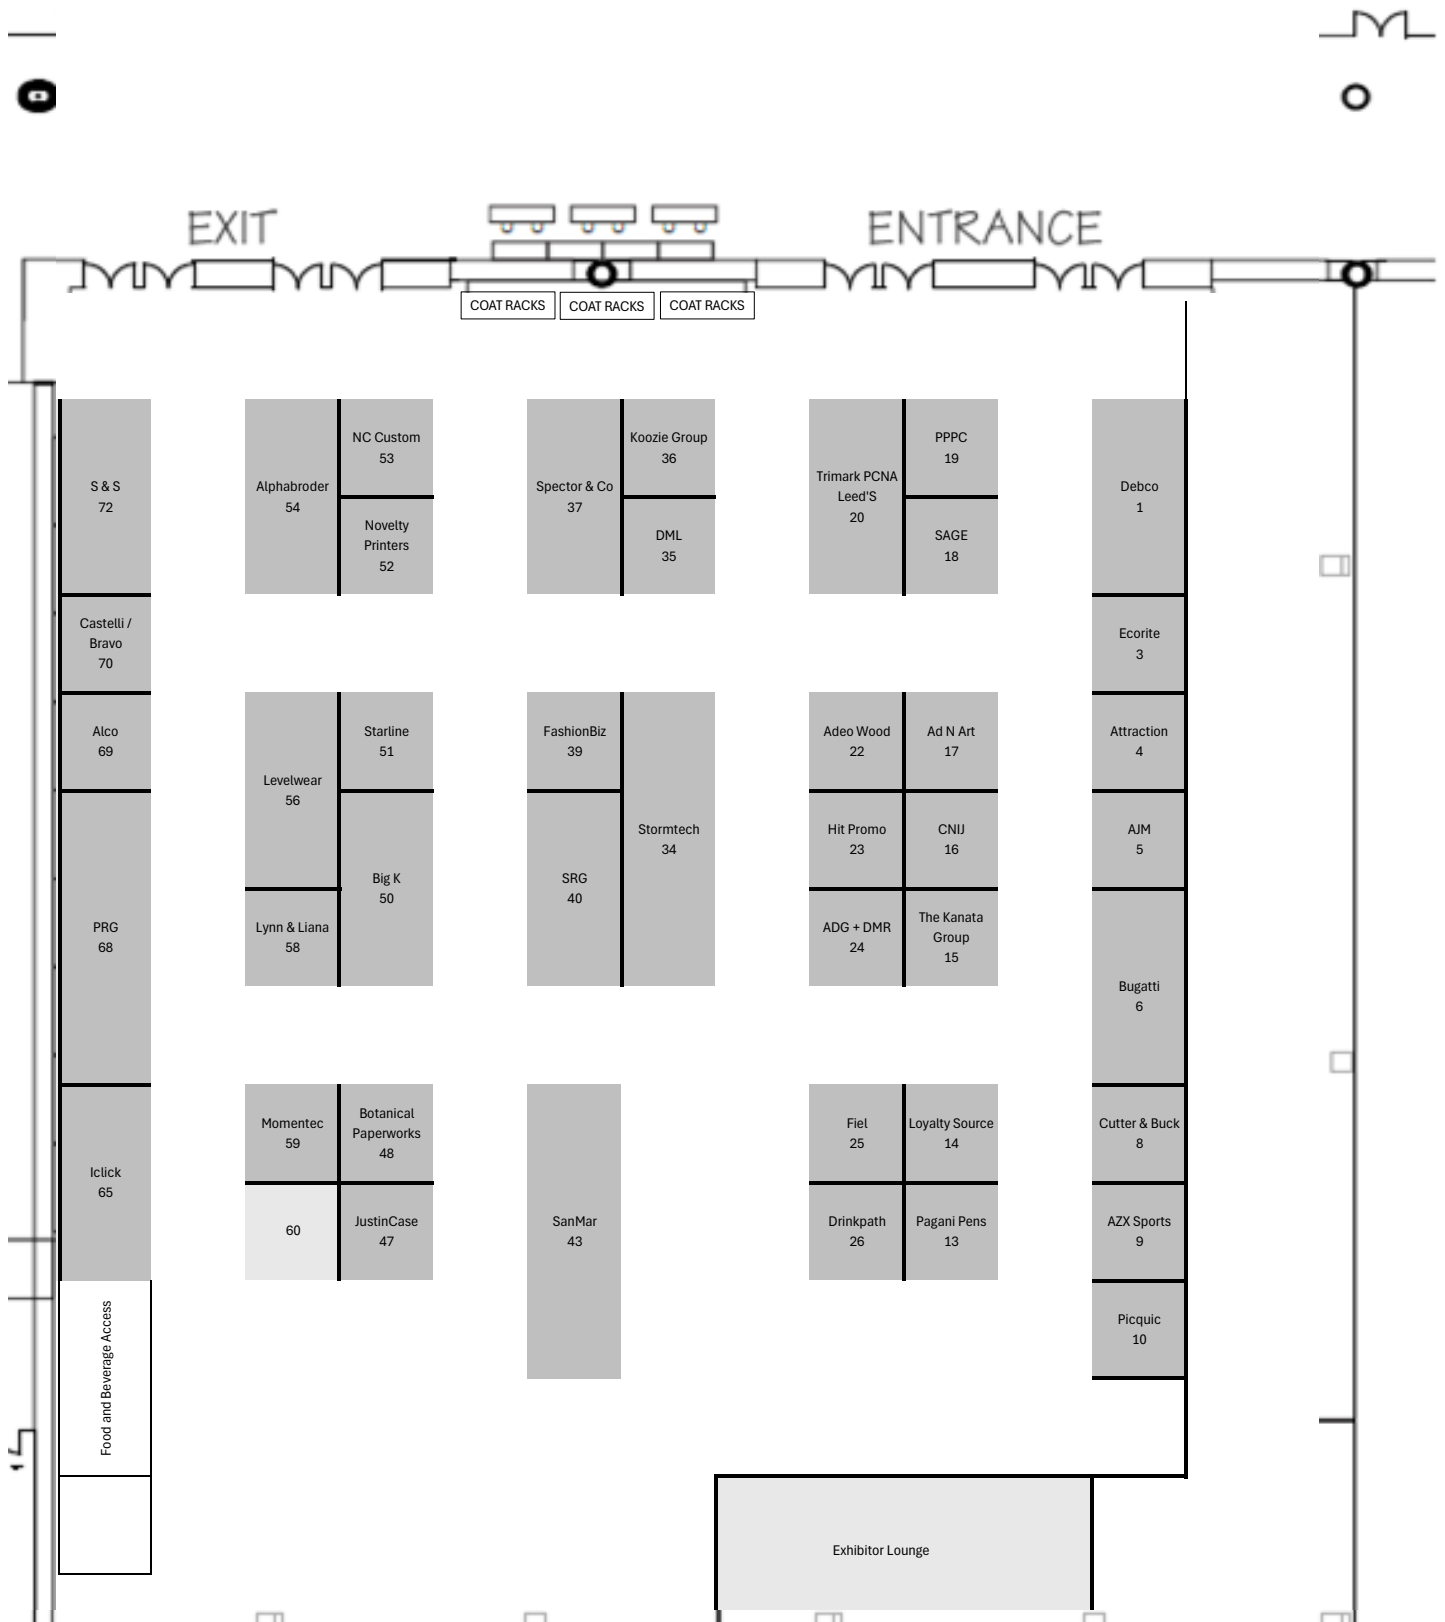 EXIT
ENTRANCE
COAT RACKS
COAT RACKS
COAT RACKS
S & S
72
Castelli /
Bravo
70
Alco
69
PRG
68
Iclick
65
Food and Beverage Access
Alphabroder
54
NC Custom
53
Novelty
Printers
52
Levelwear
56
Starline
51
Big K
50
Lynn & Liana
58
Momentec
59
Botanical
Paperworks
48
60
JustinCase
47
Spector & Co
37
Koozie Group
36
DML
35
FashionBiz
39
Stormtech
34
SRG
40
SanMar
43
Trimark PCNA
Leed'S
20
PPPC
19
SAGE
18
Adeo Wood
22
Ad N Art
17
Hit Promo
23
CNIJ
16
ADG + DMR
24
The Kanata
Group
15
Fiel
25
Loyalty Source
14
Drinkpath
26
Pagani Pens
13
Debco
1
Ecorite
3
Attraction
4
AJM
5
Bugatti
6
Cutter & Buck
8
AZX Sports
9
Picquic
10
Exhibitor Lounge